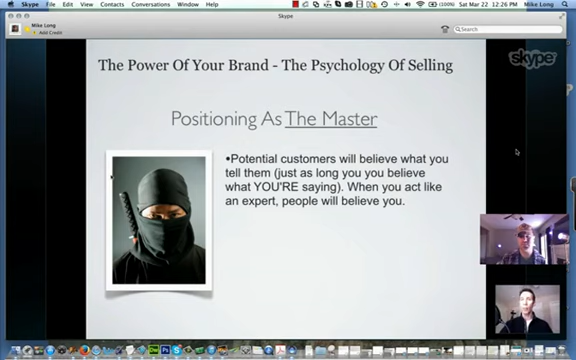 Skype File Edit View Contacts Conversations Window Help
(100%) Sat Mar 22 12:26 PM Mike Long
Skype
Mike Long
Add Credit
Search
skype
The Power Of Your Brand - The Psychology Of Selling
Positioning As The Master
•Potential customers will believe what you
tell them (just as long you you believe
what YOU'RE saying). When you act like
an expert, people will believe you.